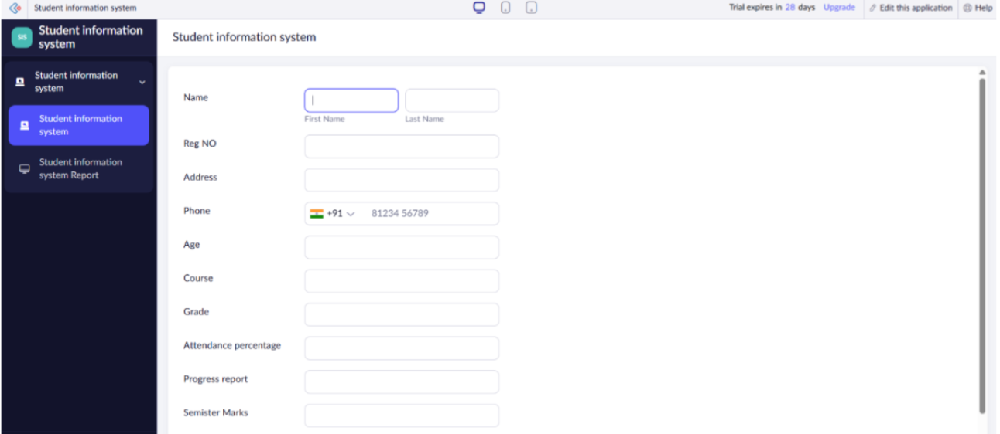 Student information system
Trial expires in 28 days Upgrade Edit this application Help
SIS
Student information
system
Student information system
Student information
system
Student information
system
Student information
system Report
Name
First Name Last Name
Reg NO
Address
Phone +91 81234 56789
Age
Course
Grade
Attendance percentage
Progress report
Semister Marks